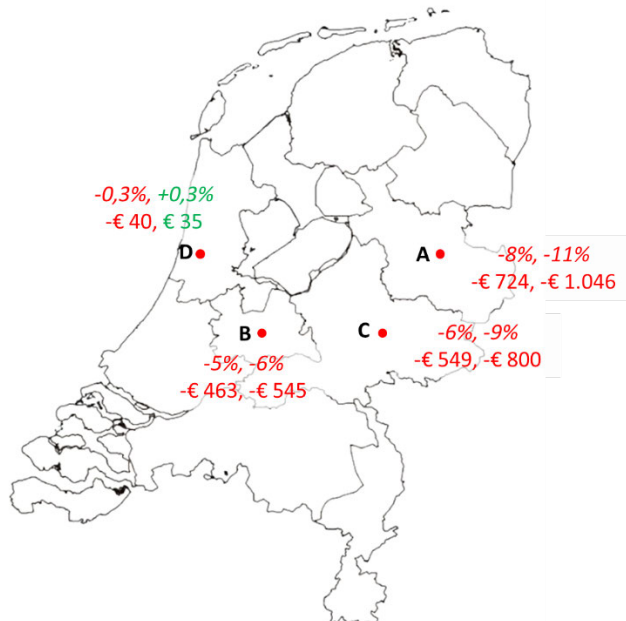 -0,3%, +0,3%
-€ 40, € 35
D
A
-8%, -11%
-€ 724, -€ 1.046
B
-5%, -6%
-€ 463, -€ 545
C
-6%, -9%
-€ 549, -€ 800